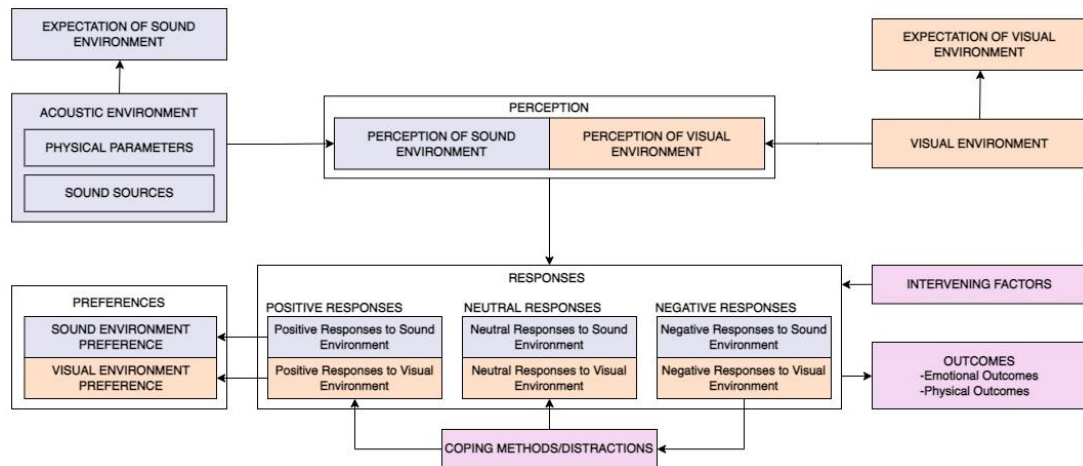 EXPECTATION OF SOUND
ENVIRONMENT
EXPECTATION OF VISUAL
ENVIRONMENT
ACOUSTIC ENVIRONMENT
PHYSICAL PARAMETERS
SOUND SOURCES
PERCEPTION
PERCEPTION OF SOUND
ENVIRONMENT
PERCEPTION OF VISUAL
ENVIRONMENT
VISUAL ENVIRONMENT
RESPONSES
INTERVENING FACTORS
PREFERENCES
SOUND ENVIRONMENT
PREFERENCE
VISUAL ENVIRONMENT
PREFERENCE
POSITIVE RESPONSES
Positive Responses to Sound
Environment
Positive Responses to Visual
Environment
NEUTRAL RESPONSES
Neutral Responses to Sound
Environment
Neutral Responses to Visual
Environment
NEGATIVE RESPONSES
Negative Responses to Sound
Environment
Negative Responses to Visual
Environment
OUTCOMES
-Emotional Outcomes
-Physical Outcomes
COPING METHODS/DISTRACTIONS